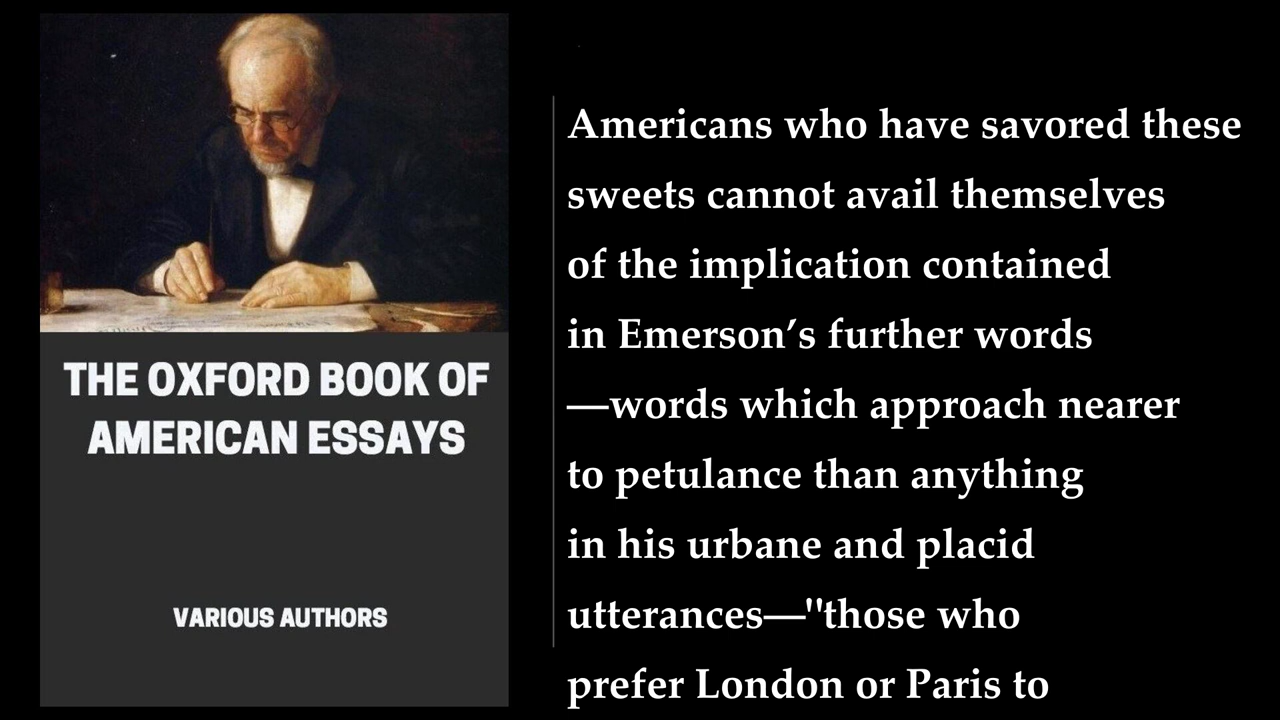 THE OXFORD BOOK OF
AMERICAN ESSAYS
VARIOUS AUTHORS
Americans who have savored these
sweets cannot avail themselves
of the implication contained
in Emerson’s further words
—words which approach nearer
to petulance than anything
in his urbane and placid
utterances—"those who
prefer London or Paris to